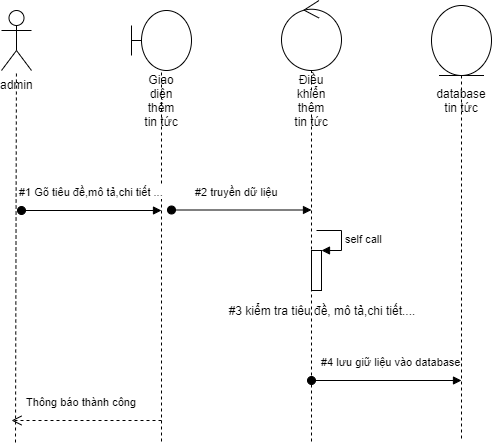 admin
Giao
diện
thêm
tin tức
Điều
khiển
thêm
tin tức
database
tin tức
#1 Gõ tiêu đề,mô tả,chi tiết ...
#2 truyền dữ liệu
self call
#3 kiểm tra tiêu đề, mô tả,chi tiết....
#4 lưu giữ liệu vào database
Thông báo thành công